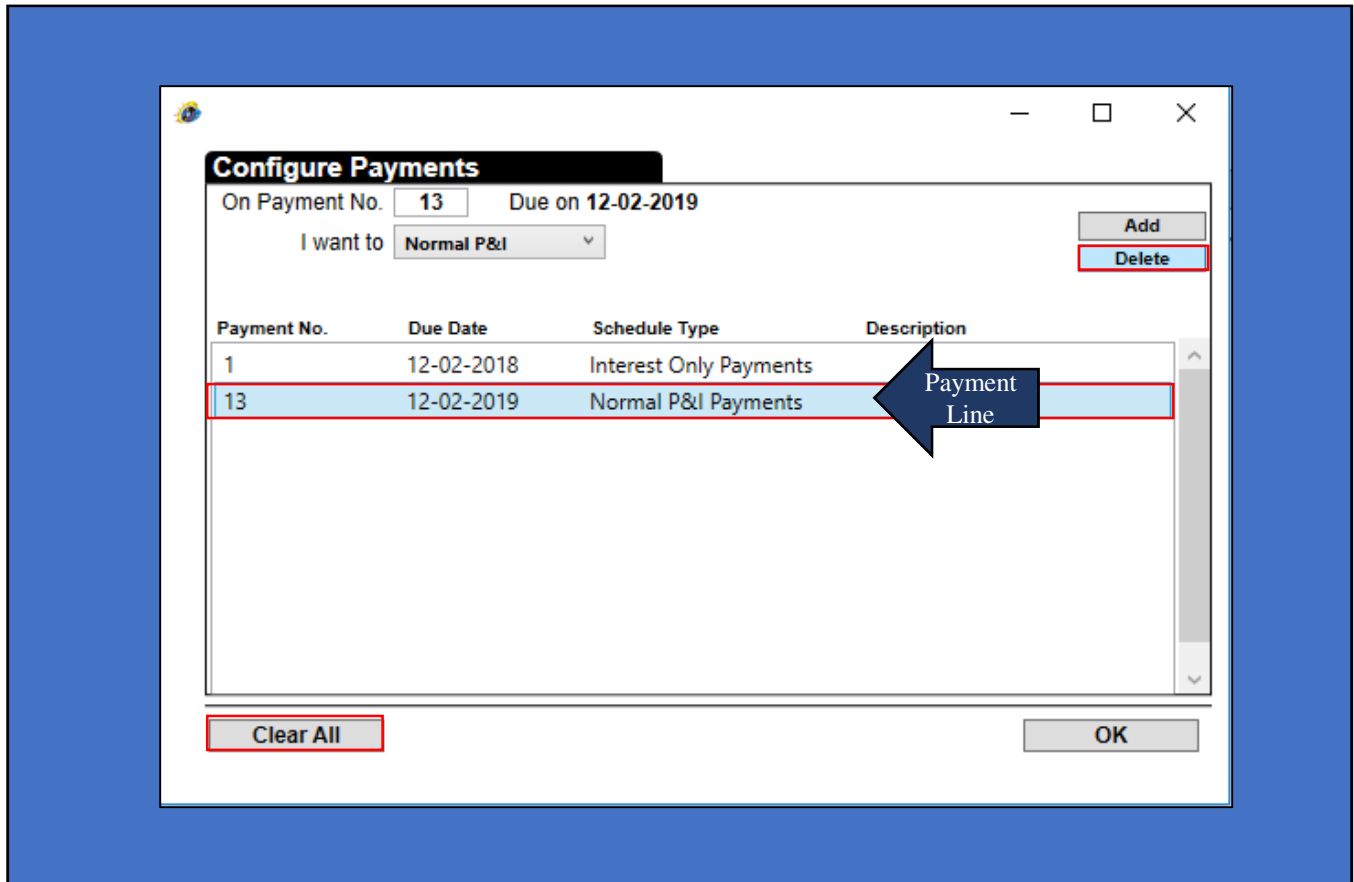 Configure Payments
On Payment No. 13 Due on 12-02-2019
I want to Normal P&I
Add
Delete
Payment No. Due Date Schedule Type Description
1 12-02-2018 Interest Only Payments
13 12-02-2019 Normal P&I Payments
Payment
Line
Clear All OK